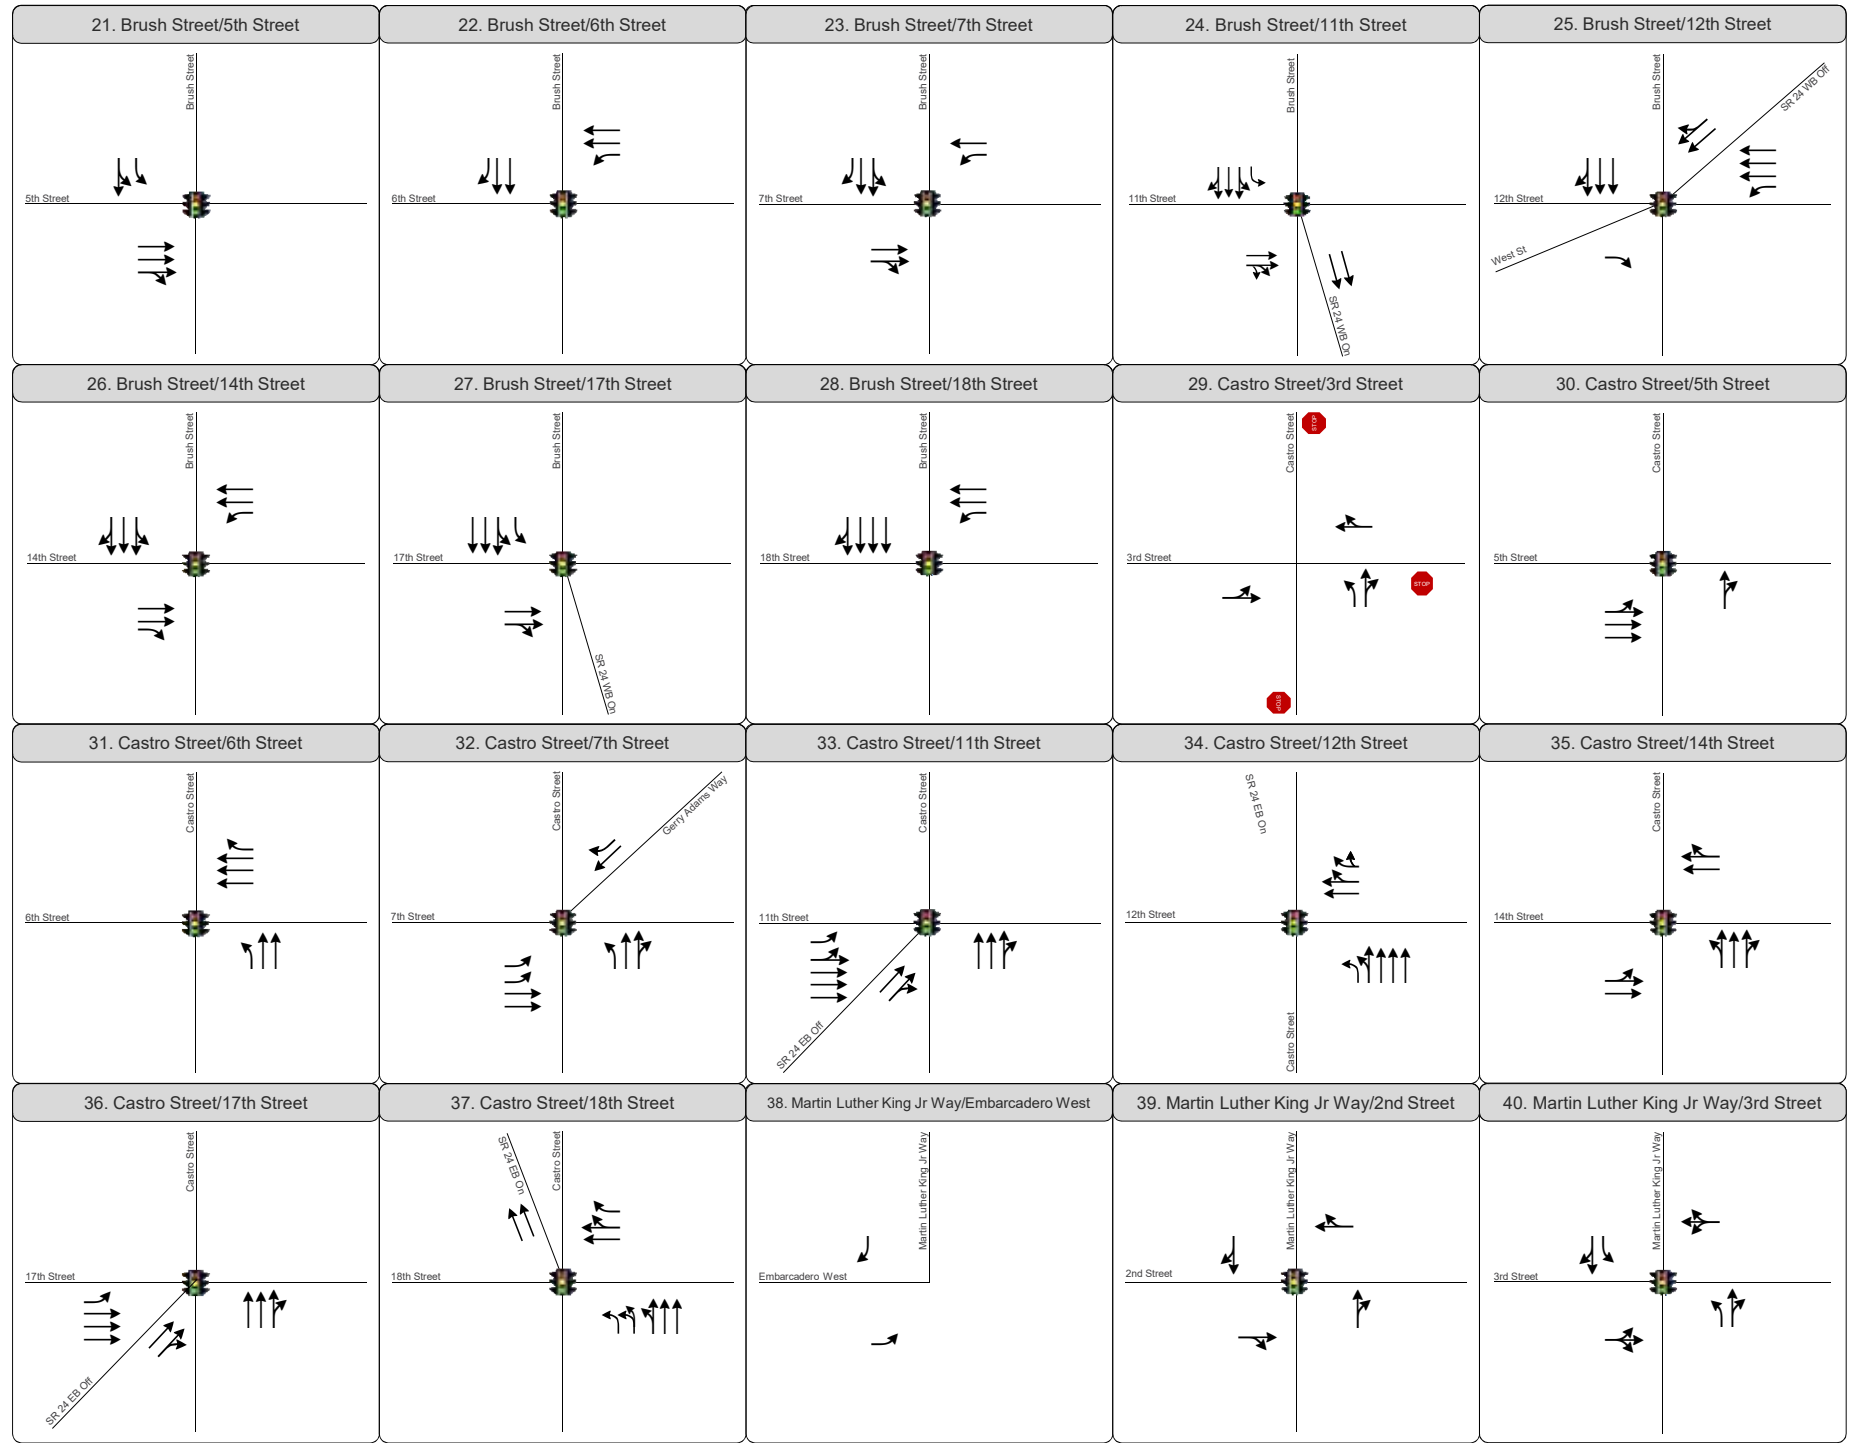 21. Brush Street/5th Street
22. Brush Street/6th Street
23. Brush Street/7th Street
24. Brush Street/11th Street
25. Brush Street/12th Street
Brush Street
5th Street
Brush Street
6th Street
Brush Street
7th Street
Brush Street
11th Street
SR 24 WB On
Brush Street
SR 24 WB Off
12th Street
West St
26. Brush Street/14th Street
27. Brush Street/17th Street
28. Brush Street/18th Street
29. Castro Street/3rd Street
30. Castro Street/5th Street
Brush Street
14th Street
Brush Street
17th Street
SR 24 WB On
Brush Street
18th Street
Castro Street
STOP
3rd Street
STOP
STOP
Castro Street
5th Street
31. Castro Street/6th Street
32. Castro Street/7th Street
33. Castro Street/11th Street
34. Castro Street/12th Street
35. Castro Street/14th Street
Castro Street
6th Street
Castro Street
Gerry Adams Way
7th Street
11th Street
SR 24 EB Off
SR 24 EB On
12th Street
Castro Street
Castro Street
14th Street
36. Castro Street/17th Street
37. Castro Street/18th Street
38. Martin Luther King Jr Way/Embarcadero West
39. Martin Luther King Jr Way/2nd Street
40. Martin Luther King Jr Way/3rd Street
Castro Street
17th Street
SR 24 EB Off
SR 24 EB On
Castro Street
18th Street
Martin Luther King Jr Way
Embarcadero West
Martin Luther King Jr Way
2nd Street
Martin Luther King Jr Way
3rd Street